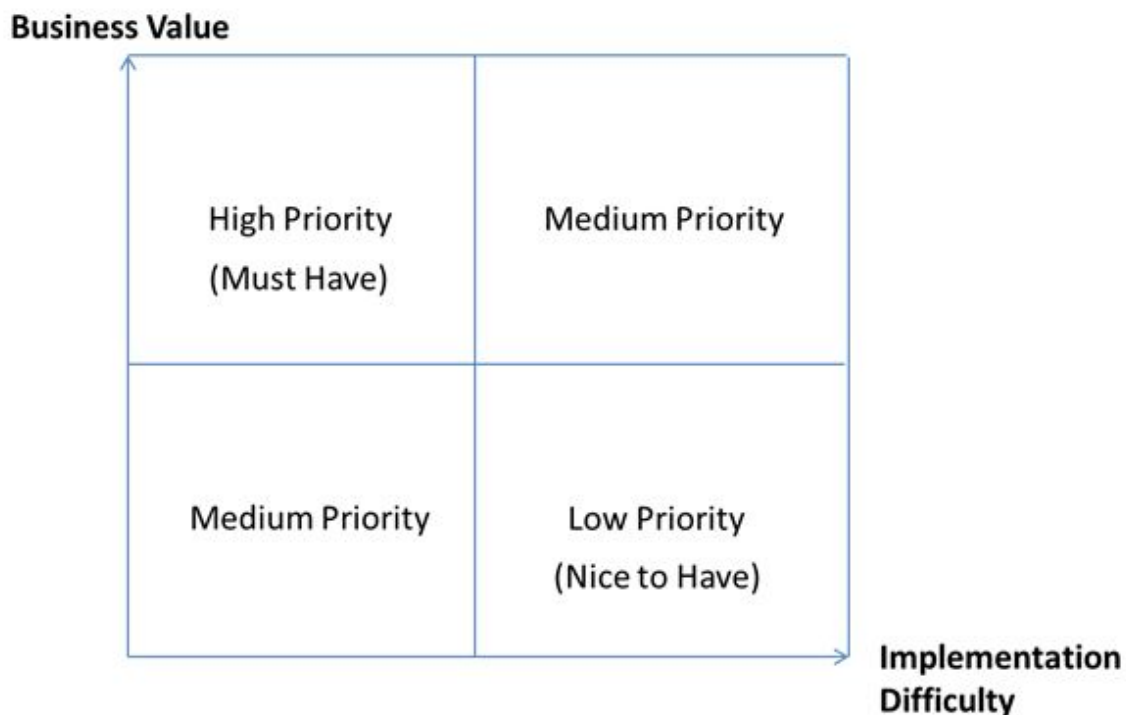 Business Value
High Priority
(Must Have)
Medium Priority
Medium Priority
Low Priority
(Nice to Have)
Implementation
Difficulty